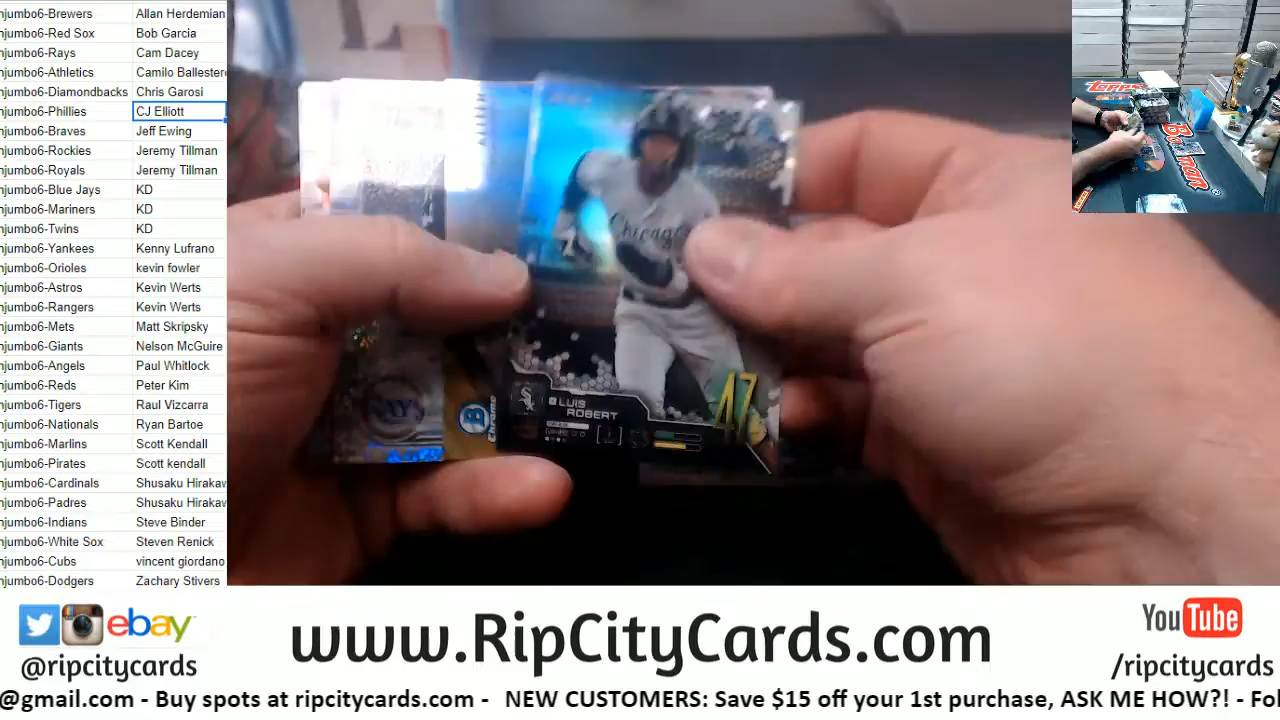 njumbo6-Brewers Allan Herdemian
njumbo6-Red Sox Bob Garcia
njumbo6-Rays Cam Dacey
njumbo6-Athletics Camilo Ballester
njumbo6-Diamondbacks Chris Garosi
njumbo6-Phillies CJ Elliott
njumbo6-Braves Jeff Ewing
njumbo6-Rockies Jeremy Tillman
njumbo6-Royals Jeremy Tillman
njumbo6-Blue Jays KD
njumbo6-Mariners KD
njumbo6-Twins KD
njumbo6-Yankees Kenny Lufrano
njumbo6-Orioles kevin fowler
njumbo6-Astros Kevin Werts
njumbo6-Rangers Kevin Werts
njumbo6-Mets Matt Skripsky
njumbo6-Giants Nelson McGuire
njumbo6-Angels Paul Whitlock
njumbo6-Reds Peter Kim
njumbo6-Tigers Raul Vizcarra
njumbo6-Nationals Ryan Bartoe
njumbo6-Marlins Scott Kendall
njumbo6-Pirates Scott kendall
njumbo6-Cardinals Shusaku Hirakaw
njumbo6-Padres Shusaku Hirakaw
njumbo6-Indians Steve Binder
njumbo6-White Sox Steven Renick
njumbo6-Cubs vincent giordano
njumbo6-Dodgers Zachary Stivers
Chicago
LUIS
ROBERT
47
RAYS
B
Chrome
TOPPS
Bowman
ebay
@ripcitycards
www.RipCityCards.com
YouTube
/ripcitycards
@gmail.com - Buy spots at ripcitycards.com - NEW CUSTOMERS: Save $15 off your 1st purchase, ASK ME HOW?! - Fol